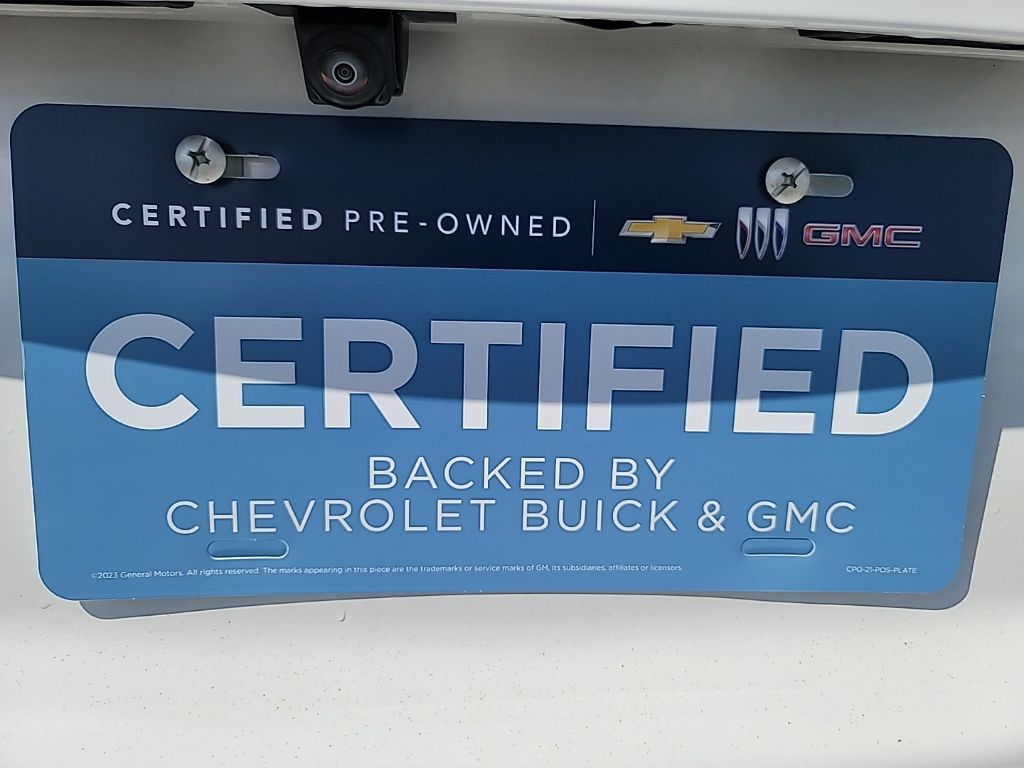 CERTIFIED PRE-OWNED GMC
CERTIFIED
BACKED BY
CHEVROLET BUICK & GMC
©2023 General Motors. All rights reserved. The marks appearing in this piece are the trademarks or service marks of GM, its subsidiaries, affiliates or licensors. CPO-21-POS-PLATE